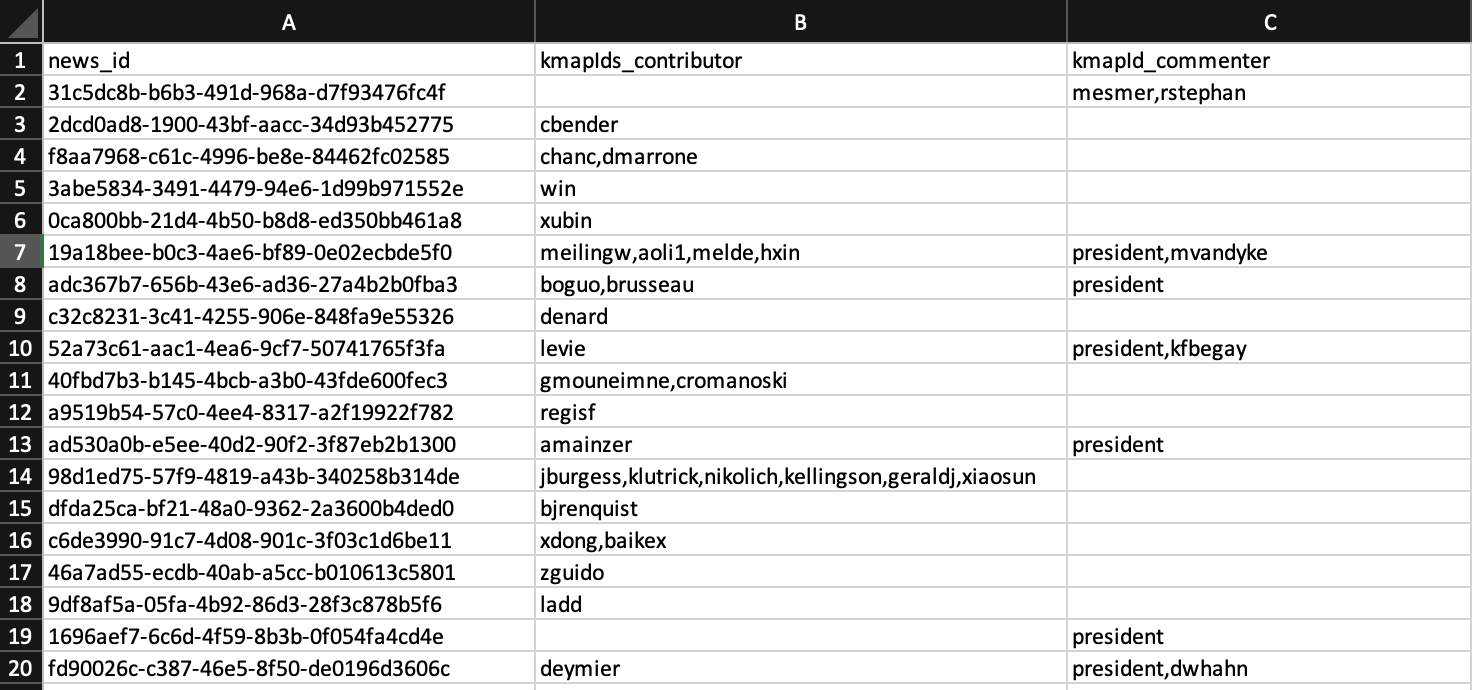 A B C
1 news_id kmapIds_contributor kmapId_commenter
2 31c5dc8b-b6b3-491d-968a-d7f93476fc4f mesmer,rstephan
3 2dcd0ad8-1900-43bf-aacc-34d93b452775 cbender
4 f8aa7968-c61c-4996-be8e-84462fc02585 chanc,dmarrone
5 3abe5834-3491-4479-94e6-1d99b971552e win
6 0ca800bb-21d4-4b50-b8d8-ed350bb461a8 xubin
7 19a18bee-b0c3-4ae6-bf89-0e02ecbde5f0 meilingw,aoli1,melde,hxin president,mvandyke
8 adc367b7-656b-43e6-ad36-27a4b2b0fba3 boguo,brusseau president
9 c32c8231-3c41-4255-906e-848fa9e55326 denard
10 52a73c61-aac1-4ea6-9cf7-50741765f3fa levie president,kfbegay
11 40fbd7b3-b145-4bcb-a3b0-43fde600fec3 gmouneimne,cromanoski
12 a9519b54-57c0-4ee4-8317-a2f19922f782 regisf
13 ad530a0b-e5ee-40d2-90f2-3f87eb2b1300 amainzer president
14 98d1ed75-57f9-4819-a43b-340258b314de jburgess,klutrick,nikolich,kellingson,geraldj,xiaosun
15 dfda25ca-bf21-48a0-9362-2a3600b4ded0 bjrenquist
16 c6de3990-91c7-4d08-901c-3f03c1d6be11 xdong,baikex
17 46a7ad55-ecdb-40ab-a5cc-b010613c5801 zguido
18 9df8af5a-05fa-4b92-86d3-28f3c878b5f6 ladd
19 1696aef7-6c6d-4f59-8b3b-0f054fa4cd4e president
20 fd90026c-c387-46e5-8f50-de0196d3606c deymier president,dwhahn